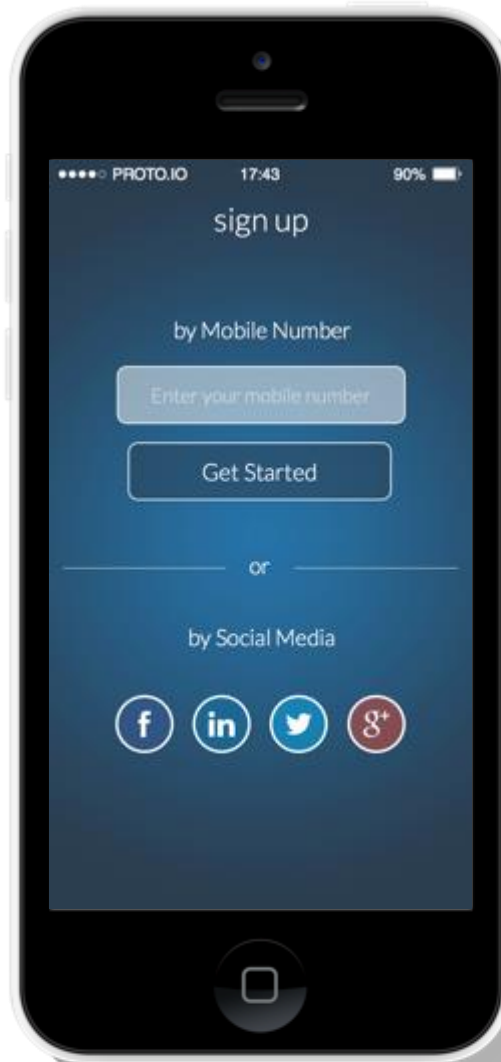 PROTO.IO 17:43 90%
sign up
by Mobile Number
Enter your mobile number
Get Started
or
by Social Media
f in g+